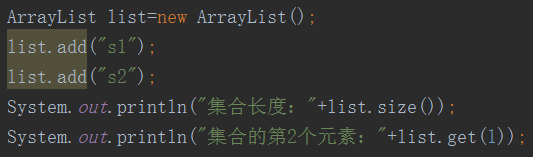 ArrayList list=new ArrayList();
list.add("s1");
list.add("s2");
System.out.println("集合长度："+list.size());
System.out.println("集合的第2个元素："+list.get(1));